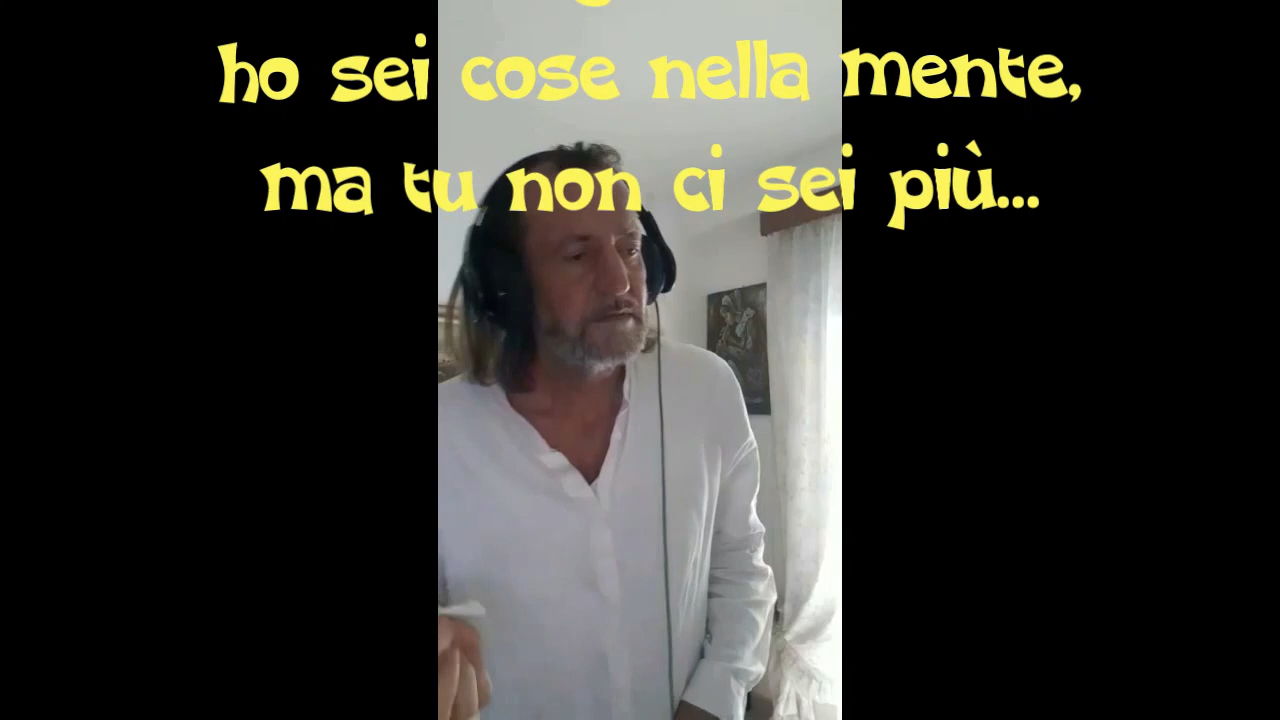 ho sei cose nella mente,
ma tu non ci sei più...